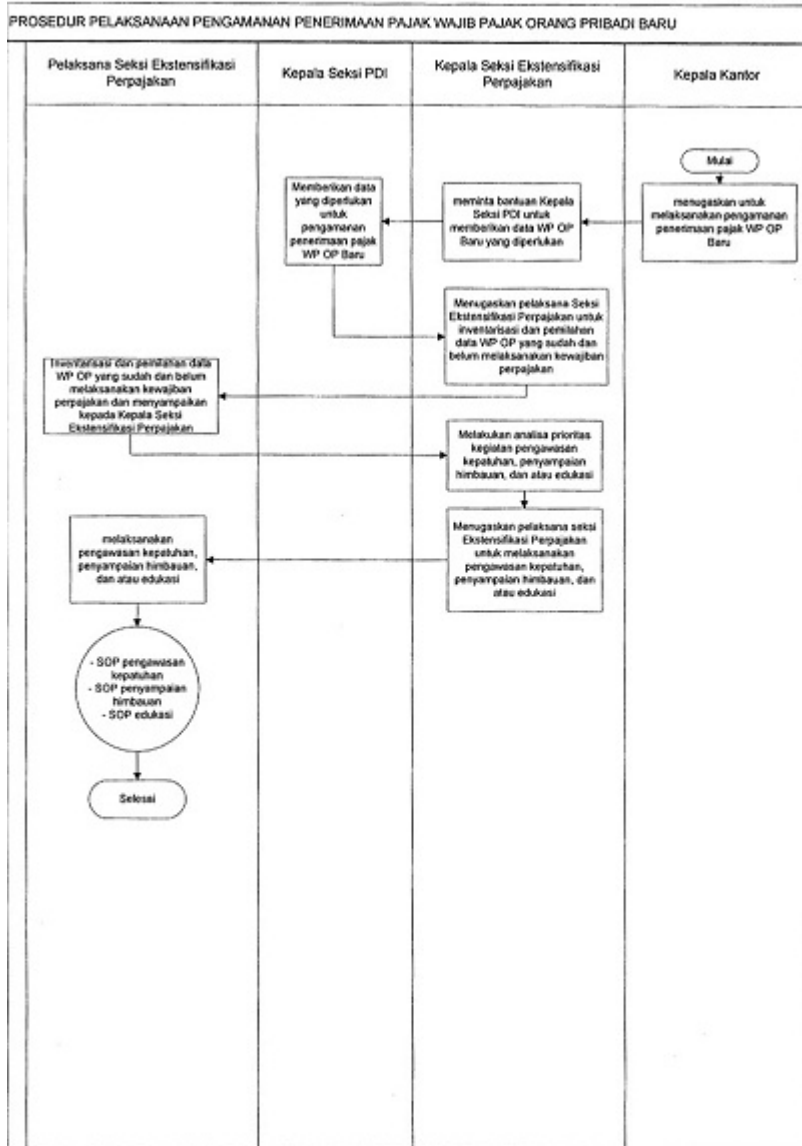 PROSEDUR PELAKSANAAN PENGAMANAN PENERIMAAN PAJAK WAJIB PAJAK ORANG PRIBADI BARU
Pelaksana Seksi Ekstensifikasi
Perpajakan
Kepala Seksi PDI
Kepala Seksi Ekstensifikasi
Perpajakan
Kepala Kantor
Mulai
menugaskan untuk
melaksanakan pengamanan
penerimaan pajak WP OP
Baru
meminta bantuan Kepala
Seksi PDI untuk
memberikan data WP OP
Baru yang diperlukan
Memberikan data
yang diperlukan
untuk
pengamanan
penerimaan pajak
WP OP Baru
Menugaskan pelaksana Seksi
Ekstensifikasi Perpajakan untuk
inventarisasi dan pemilahan
data WP OP yang sudah dan
belum melaksanakan kewajiban
perpajakan
Inventarisasi dan pemilahan data
WP OP yang sudah dan belum
melaksanakan kewajiban
perpajakan dan menyampaikan
kepada Kepala Seksi
Ekstensifikasi Perpajakan
Melakukan analisa prioritas
kegiatan pengawasan
kepatuhan, penyampaian
himbauan, dan atau edukasi
Menugaskan pelaksana seksi
Ekstensifikasi Perpajakan
untuk melaksanakan
pengawasan kepatuhan,
penyampaian himbauan, dan
atau edukasi
melaksanakan
pengawasan kepatuhan,
penyampaian himbauan,
dan atau edukasi
- SOP pengawasan
kepatuhan
- SOP penyampaian
himbauan
- SOP edukasi
Selesai